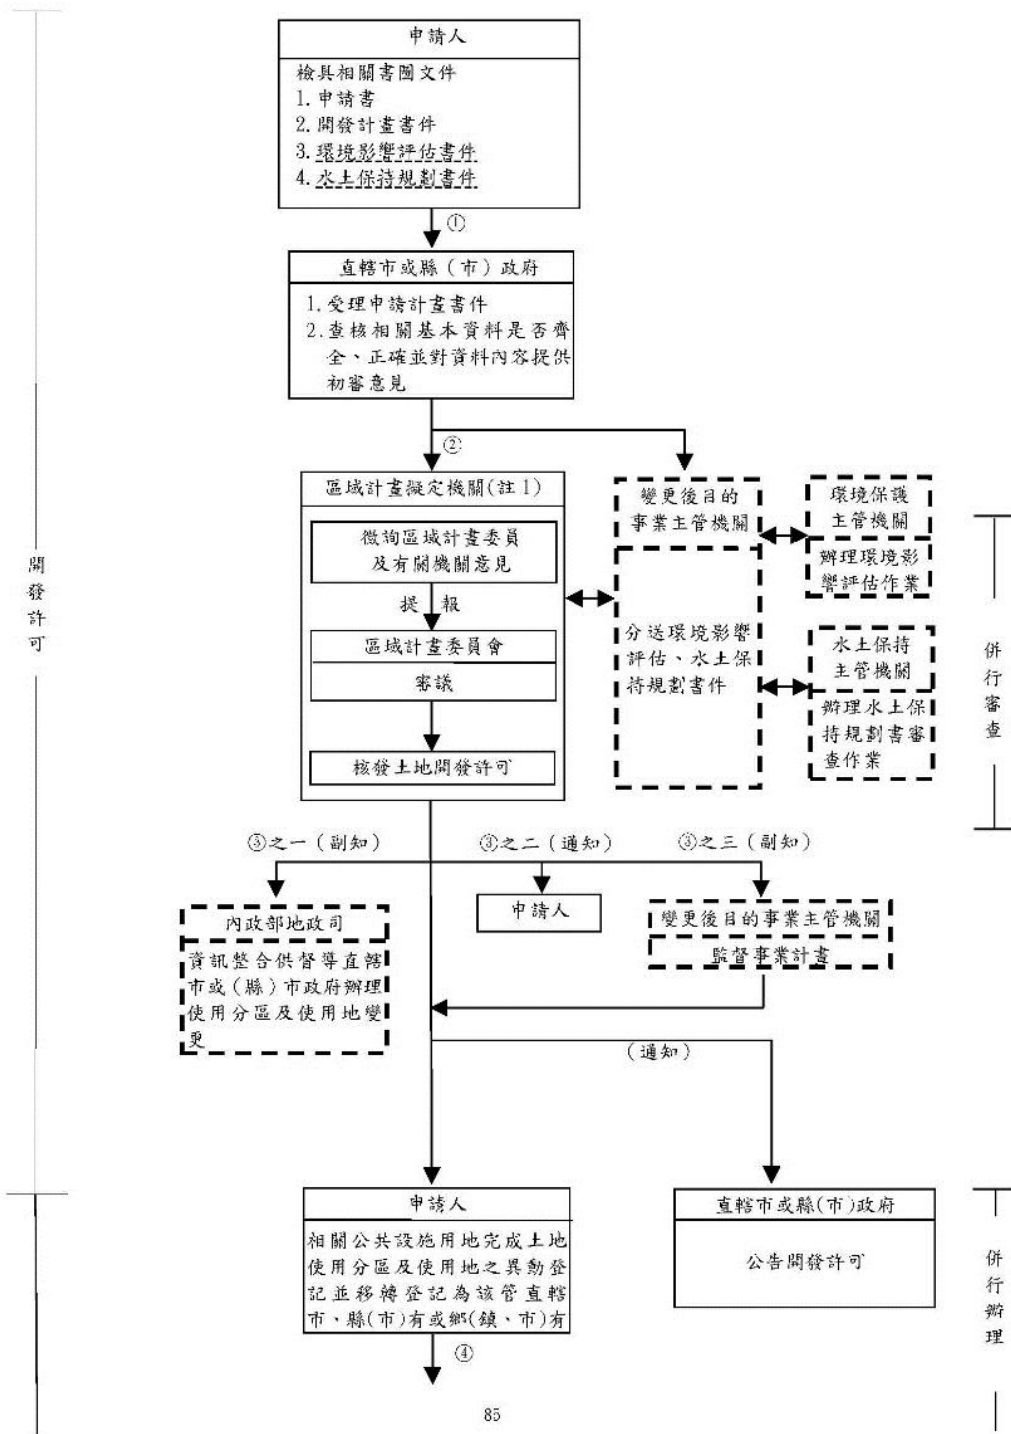 申請人
檢具相關書圖文件
1.申請書
2.開發計畫書件
3.環境影響評估書件
4.水土保持規劃書件
①
直轄市或縣（市）政府
1.受理申請計畫書件
2.查核相關基本資料是否齊
全、正確並對資料內容提供
初審意見
②
區域計畫擬定機關(註1)
徵詢區域計畫委員
及有關機關意見
提報
區域計畫委員會
審議
核發土地開發許可
變更後目的
事業主管機關
分送環境影響
評估、水土保
持規劃書件
環境保護
主管機關
辦理環境影
響評估作業
水土保持
主管機關
辦理水土保
持規劃書審
查作業
開發許可
併行審查
③之一（副知）
③之二（通知）
③之三（副知）
內政部地政司
資訊整合供督導直轄
市或(縣)市政府辦理
使用分區及使用地變
更
申請人
變更後目的事業主管機關
監督事業計畫
（通知）
申請人
相關公共設施用地完成土地
使用分區及使用地之異動登
記並移轉登記為該管直轄
市、縣(市)有或鄉(鎮、市)有
④
直轄市或縣(市)政府
公告開發許可
併行辦理
85